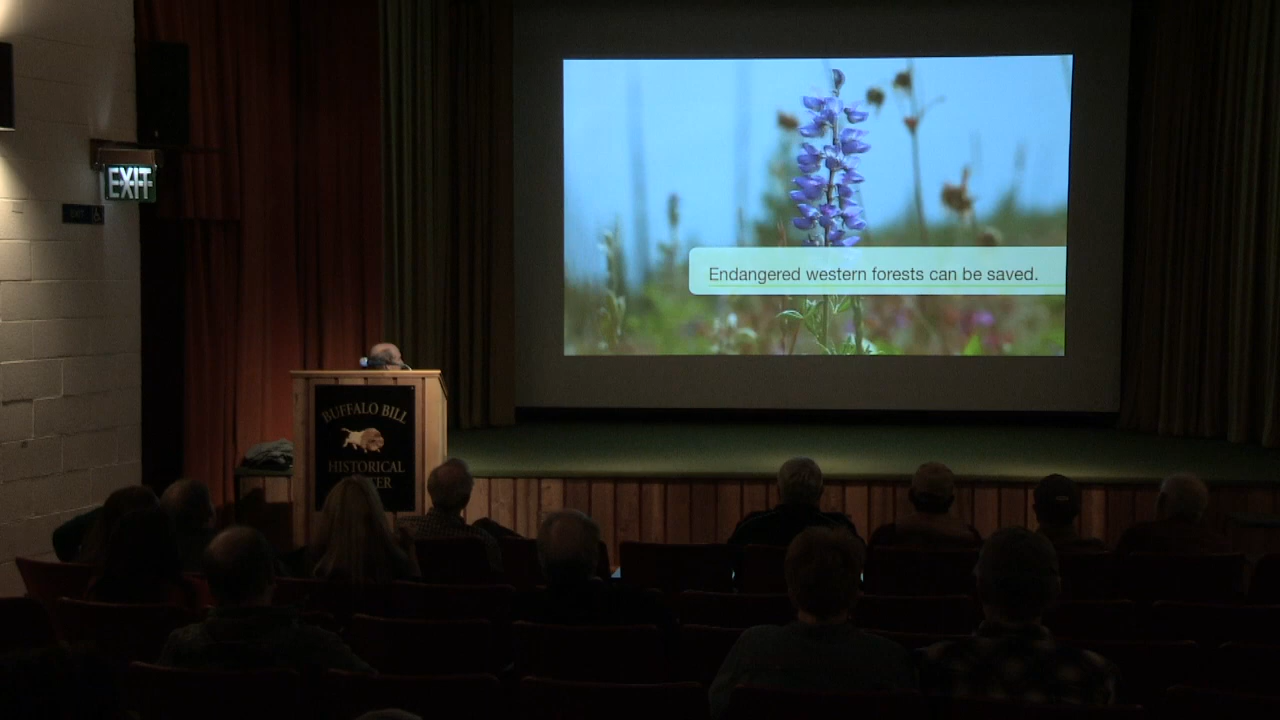 EXIT
Endangered western forests can be saved.
BUFFALO BILL
HISTORICAL